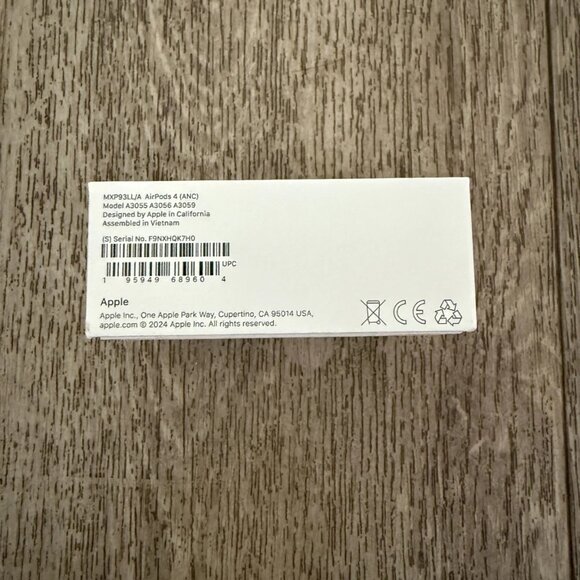 MXP93LL/A AirPods 4 (ANC)
Model A3055 A3056 A3059
Designed by Apple in California
Assembled in Vietnam
(S) Serial No. F9NXHQK7H0
UPC
1 95949 68960 4
Apple
Apple Inc., One Apple Park Way, Cupertino, CA 95014 USA,
apple.com © 2024 Apple Inc. All rights reserved.
CE